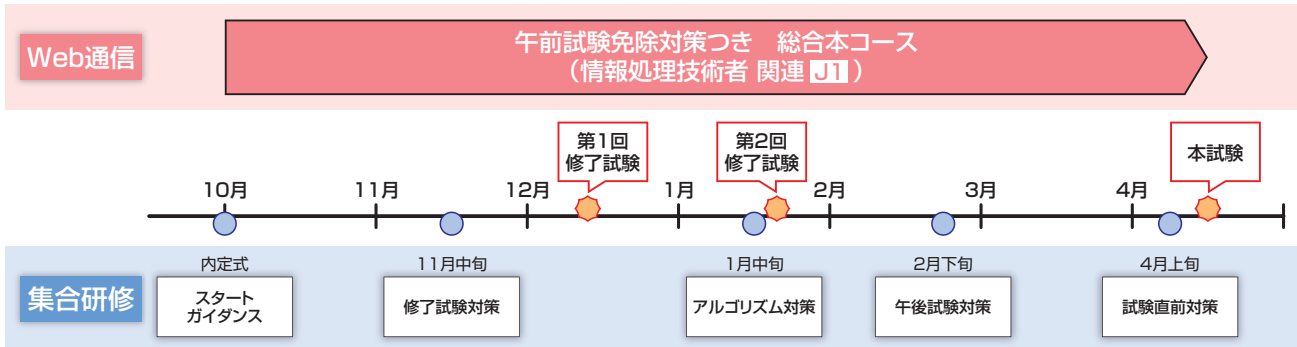 Web通信
午前試験免除対策つき　総合本コース
（情報処理技術者 関連 J1 ）
第1回
修了試験
第2回
修了試験
本試験
10月
11月
12月
1月
2月
3月
4月
集合研修
内定式
スタート
ガイダンス
11月中旬
修了試験対策
1月中旬
アルゴリズム対策
2月下旬
午後試験対策
4月上旬
試験直前対策